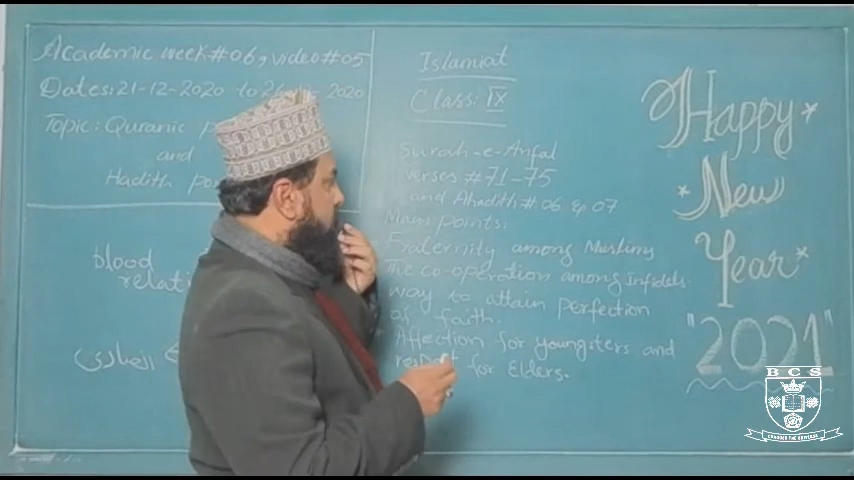 Academic week#06, video#05
Dates: 21-12-2020 to 26 2020
Topic: Quranic
and
Hadith
blood
انصاری
Islamiat
Class: IX
Surah-e-Anfal
verses #71-75
and Ahadith #06 & 07
Main points:
Fraternity among Muslims
The co-operation among Infidels.
way to attain perfection
of faith.
Affection for youngsters and
respect for Elders.
Happy
New
Year
"2021"
BCS